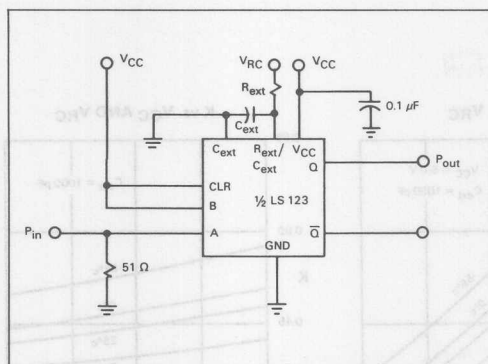 VCC
VRC
VCC
Rext
Cext
0.1 μF
Cext
Rext/
Cext
VCC
Q
Pout
CLR
B
½ LS 123
Pin
A
Q̅
GND
51 Ω